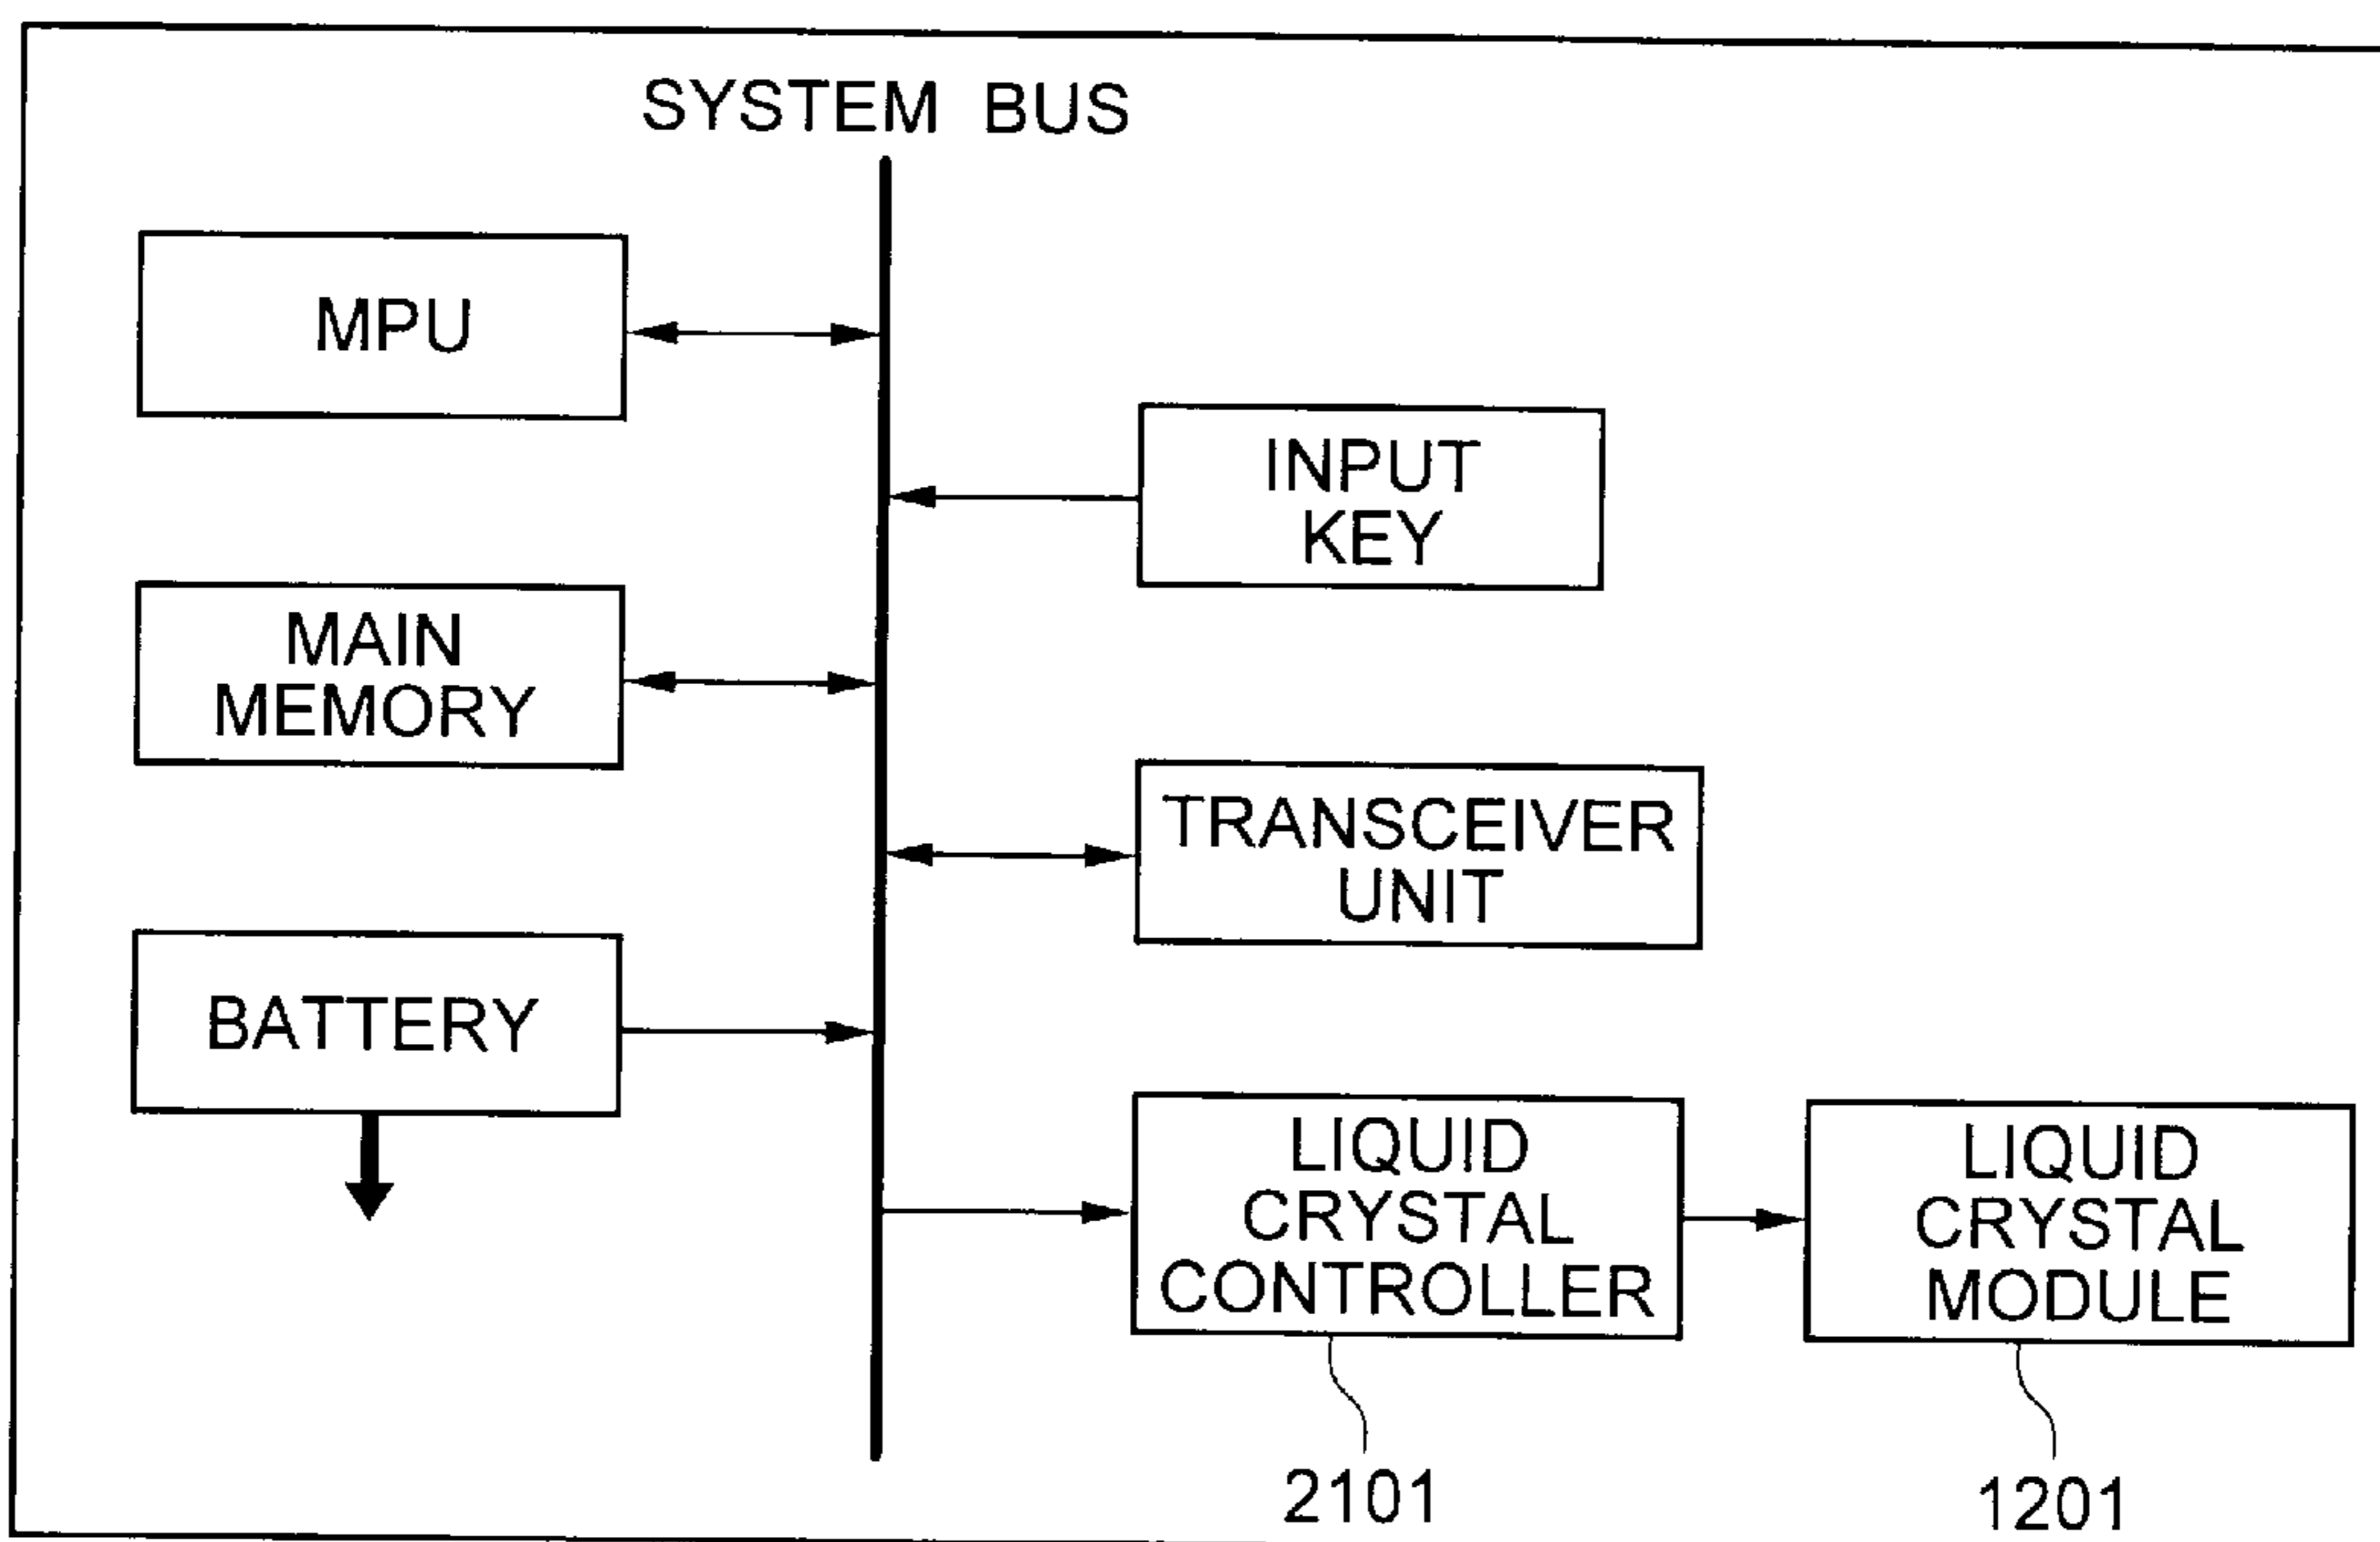 SYSTEM BUS
MPU
INPUT
KEY
MAIN
MEMORY
TRANSCEIVER
UNIT
BATTERY
LIQUID
CRYSTAL
CONTROLLER
LIQUID
CRYSTAL
MODULE
2101
1201